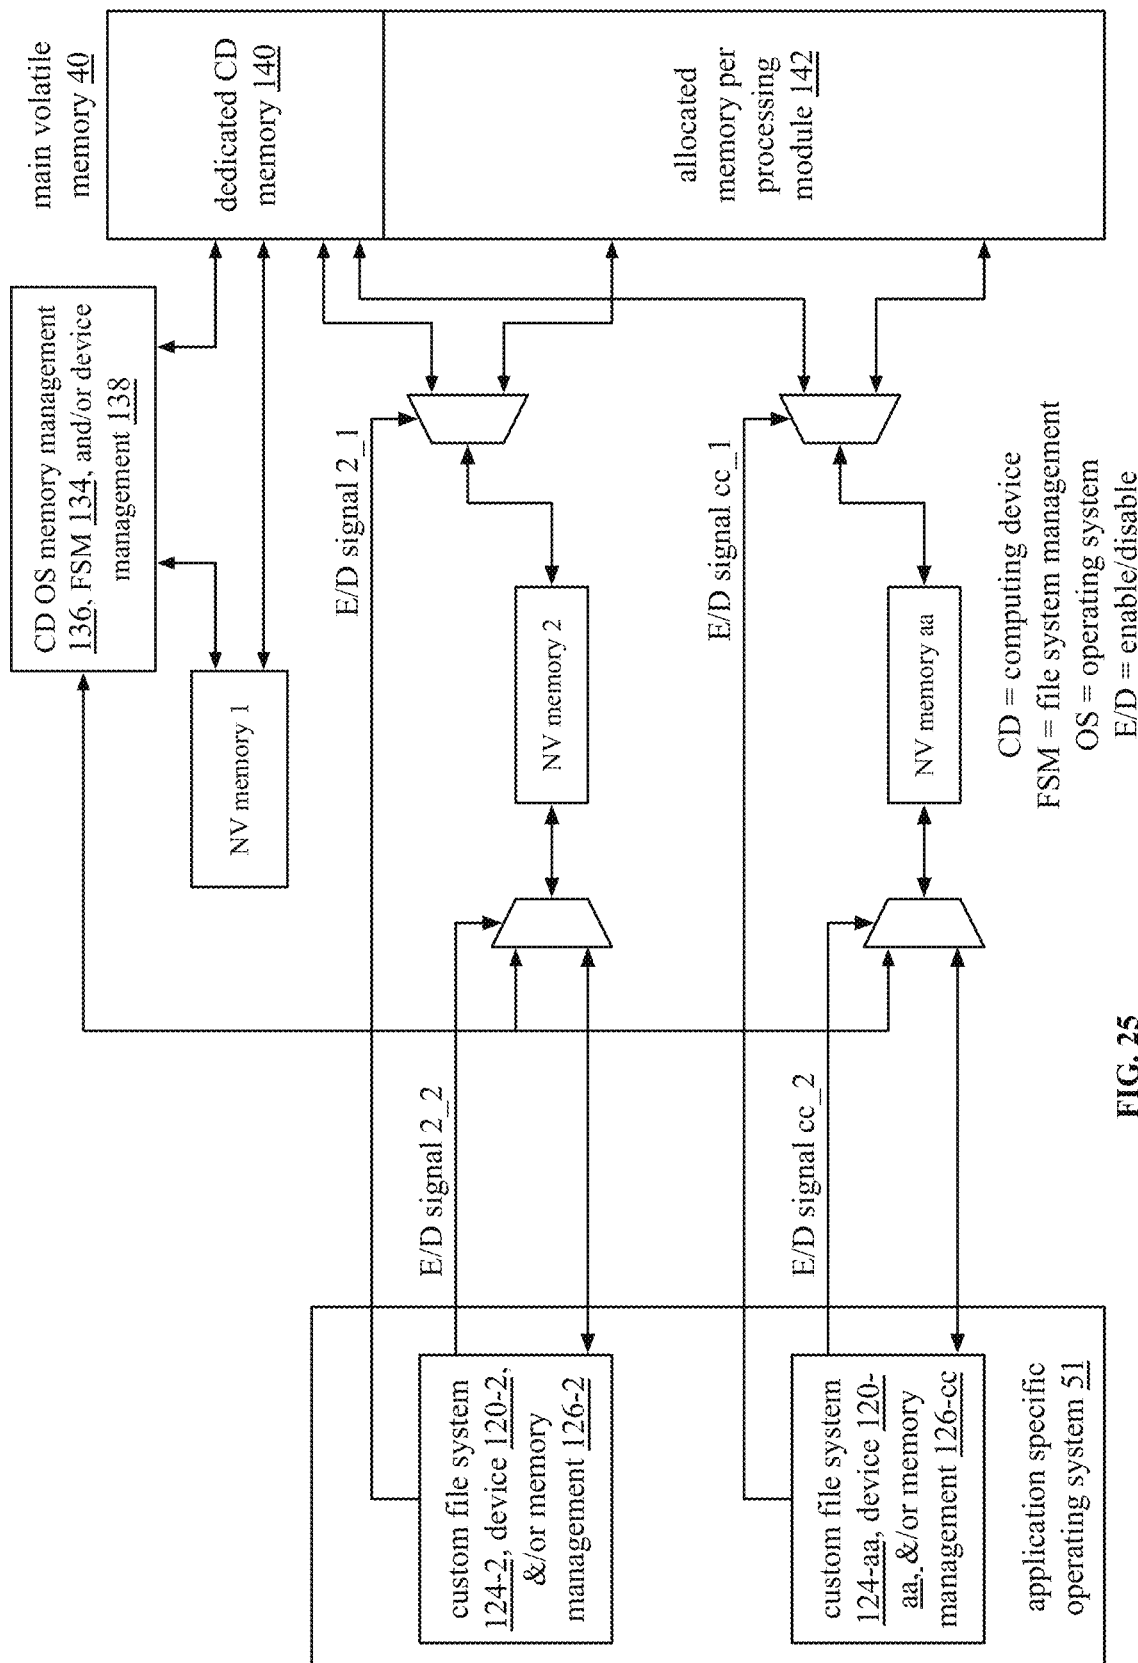 main volatile
memory 40
dedicated CD
memory 140
allocated
memory per
processing
module 142
CD OS memory management
136, FSM 134, and/or device
management 138
NV memory 1
E/D signal 2_1
NV memory 2
E/D signal 2_2
E/D signal cc_1
NV memory aa
E/D signal cc_2
custom file system
124-2, device 120-2,
&/or memory
management 126-2
custom file system
124-aa, device 120-
aa, &/or memory
management 126-cc
application specific
operating system 51
CD = computing device
FSM = file system management
OS = operating system
E/D = enable/disable
FIG. 25